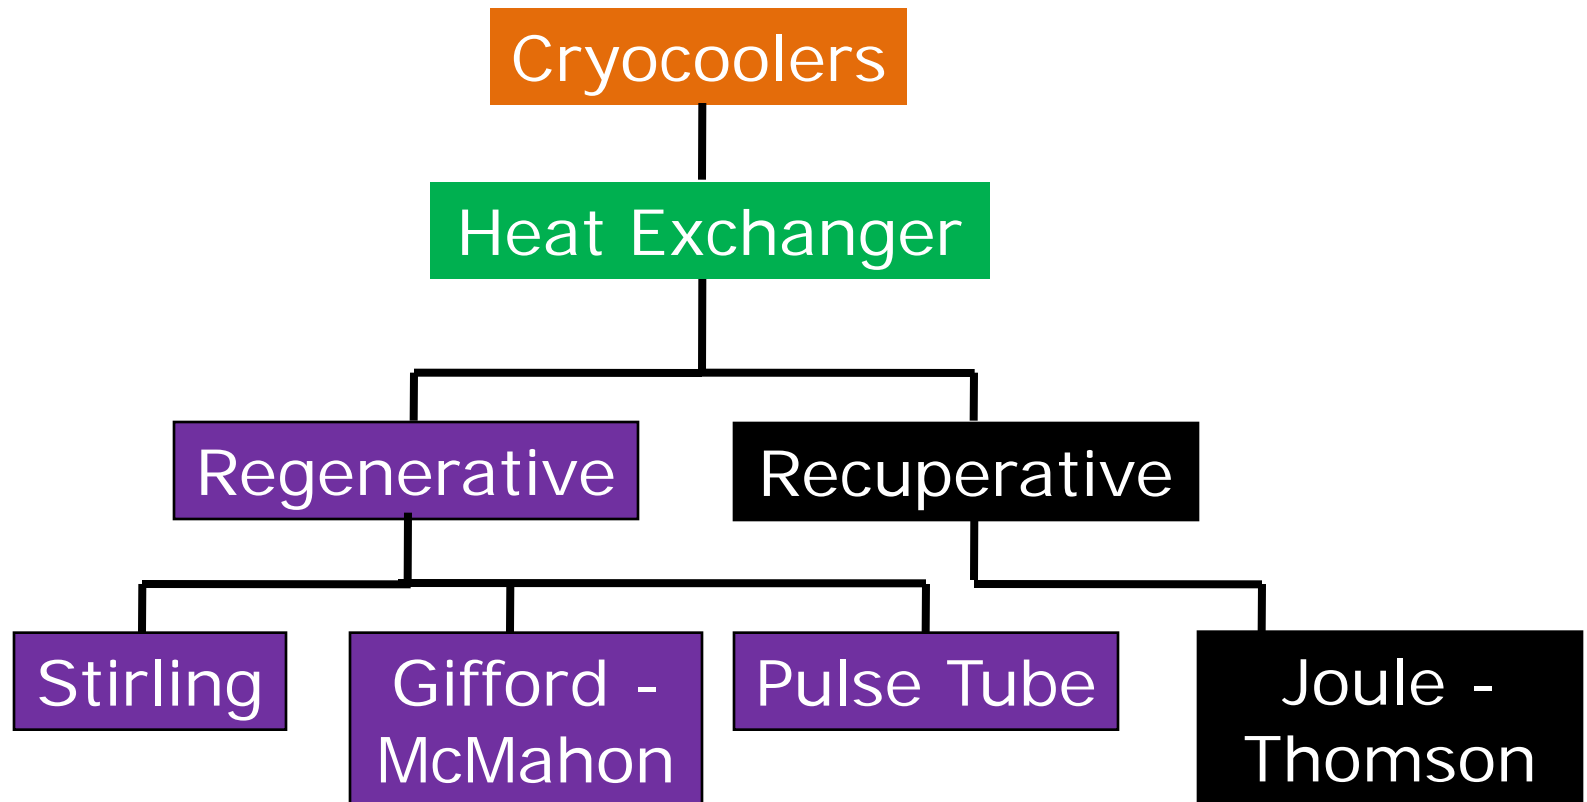 Cryocoolers
Heat Exchanger
Regenerative
Recuperative
Stirling
Gifford -
McMahon
Pulse Tube
Joule -
Thomson